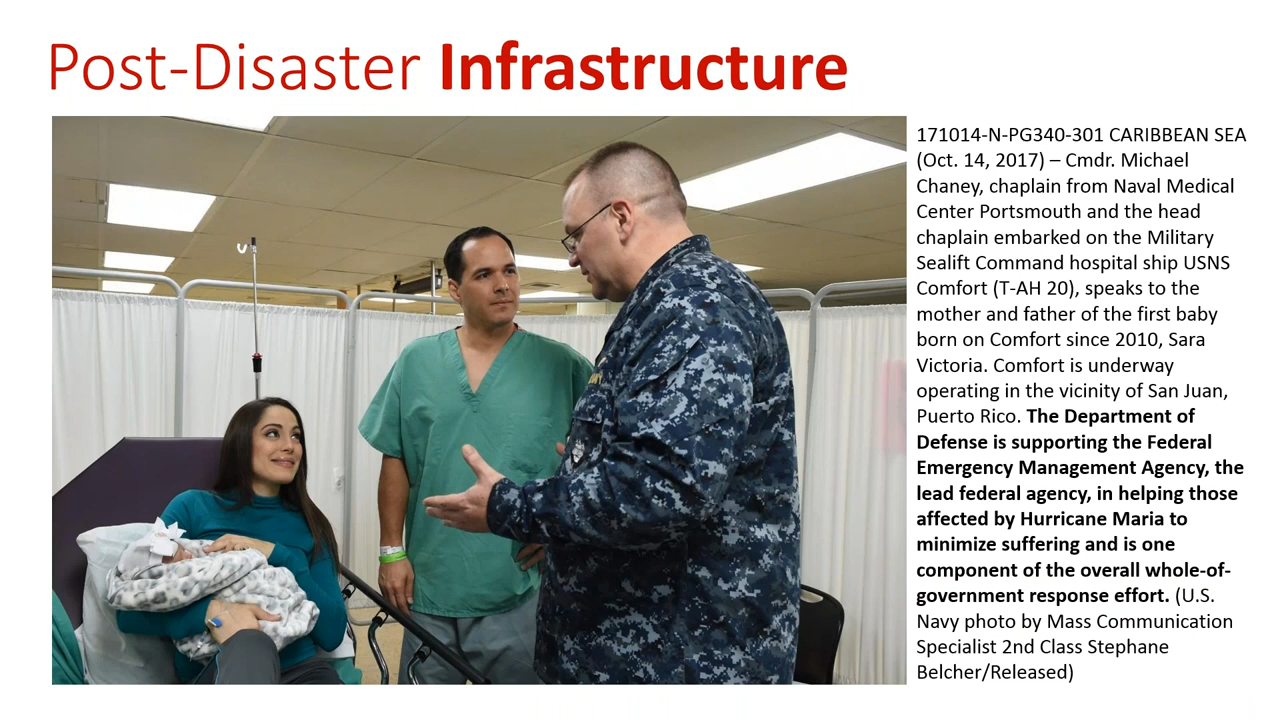 Post-Disaster Infrastructure
171014-N-PG340-301 CARIBBEAN SEA
(Oct. 14, 2017) – Cmdr. Michael
Chaney, chaplain from Naval Medical
Center Portsmouth and the head
chaplain embarked on the Military
Sealift Command hospital ship USNS
Comfort (T-AH 20), speaks to the
mother and father of the first baby
born on Comfort since 2010, Sara
Victoria. Comfort is underway
operating in the vicinity of San Juan,
Puerto Rico. The Department of
Defense is supporting the Federal
Emergency Management Agency, the
lead federal agency, in helping those
affected by Hurricane Maria to
minimize suffering and is one
component of the overall whole-of-
government response effort. (U.S.
Navy photo by Mass Communication
Specialist 2nd Class Stephane
Belcher/Released)